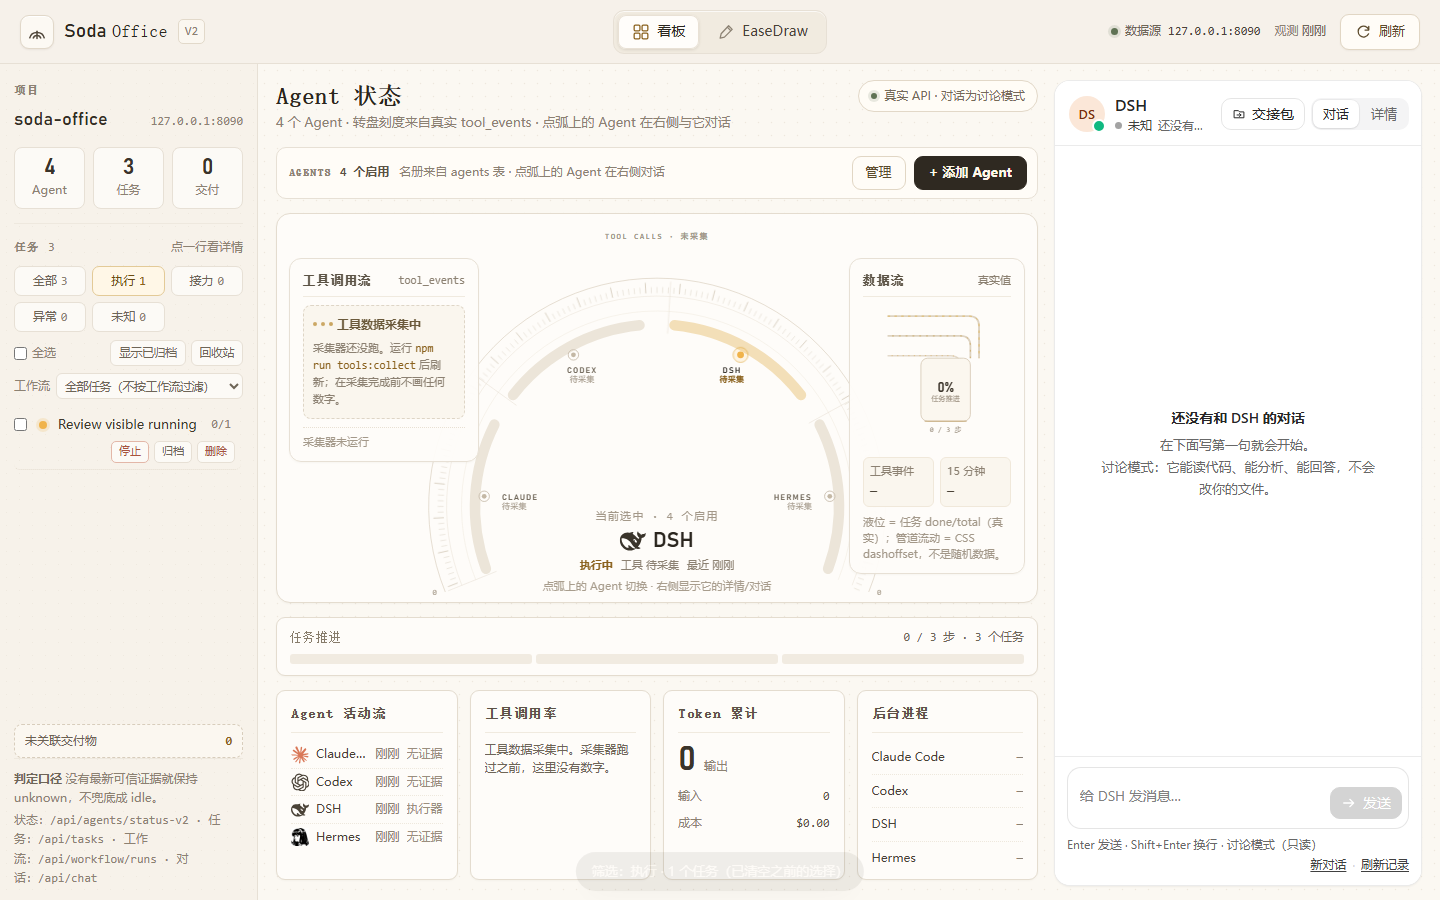 Soda Office V2
看板
EaseDraw
数据源 127.0.0.1:8090 观测 刚刚
刷新
项目
soda-office 127.0.0.1:8090
4 Agent
3 任务
0 交付
任务 3 点一行看详情
全部 3 执行 1 接力 0
异常 0 未知 0
全选 显示已归档 回收站
工作流 全部任务（不按工作流过滤）
Review visible running 0/1
停止 归档 删除
未关联交付物 0
判定口径 没有最新可信证据就保持
unknown，不兜底成 idle。
状态: /api/agents/status-v2 · 任
务: /api/tasks · 工作
流: /api/workflow/runs · 对
话: /api/chat
Agent 状态
4 个 Agent · 转盘刻度来自真实 tool_events · 点弧上的 Agent 在右侧与它对话
真实 API · 对话为讨论模式
AGENTS 4 个启用 名册来自 agents 表 · 点弧上的 Agent 在右侧对话
管理
+ 添加 Agent
TOOL CALLS · 未采集
工具调用流 tool_events
工具数据采集中
采集器还没跑。运行 npm
run tools:collect 后刷
新；在采集完成前不画任何
数字。
采集器未运行
CODEX
待采集
DSH
待采集
CLAUDE
待采集
HERMES
待采集
0
0
当前选中 · 4 个启用
DSH
执行中 工具 待采集 最近 刚刚
点弧上的 Agent 切换 · 右侧显示它的详情/对话
数据流 真实值
0%
任务推进
0 / 3 步
工具事件
—
15 分钟
—
液位 = 任务 done/total（真
实）；管道流动 = CSS
dashoffset，不是随机数据。
任务推进 0 / 3 步 · 3 个任务
Agent 活动流
Claude... 刚刚 无证据
Codex 刚刚 无证据
DSH 刚刚 执行器
Hermes 刚刚 无证据
工具调用率
工具数据采集中。采集器跑
过之前，这里没有数字。
Token 累计
0 输出
输入 0
成本 $0.00
后台进程
Claude Code —
Codex —
DSH —
Hermes —
筛选：执行 · 1 个任务（已清空之前的选择）
DS
DSH
未知 还没有...
交接包
对话
详情
还没有和 DSH 的对话
在下面写第一句就会开始。
讨论模式：它能读代码、能分析、能回答，不会
改你的文件。
给 DSH 发消息...
发送
Enter 发送 · Shift+Enter 换行 · 讨论模式（只读）
新对话 · 刷新记录